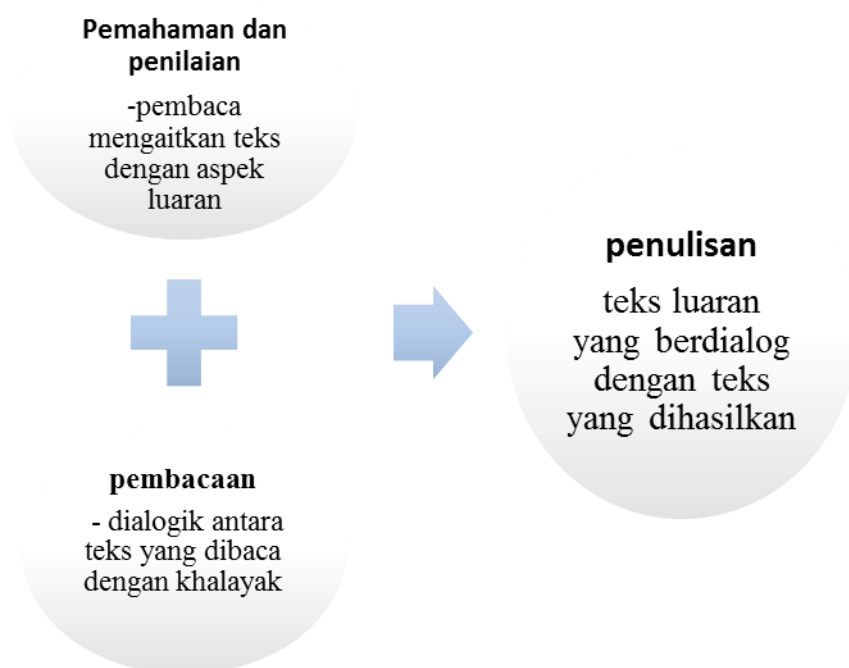 Pemahaman dan
penilaian
-pembaca
mengaitkan teks
dengan aspek
luaran
pembacaan
- dialogik antara
teks yang dibaca
dengan khalayak
penulisan
teks luaran
yang berdialog
dengan teks
yang dihasilkan